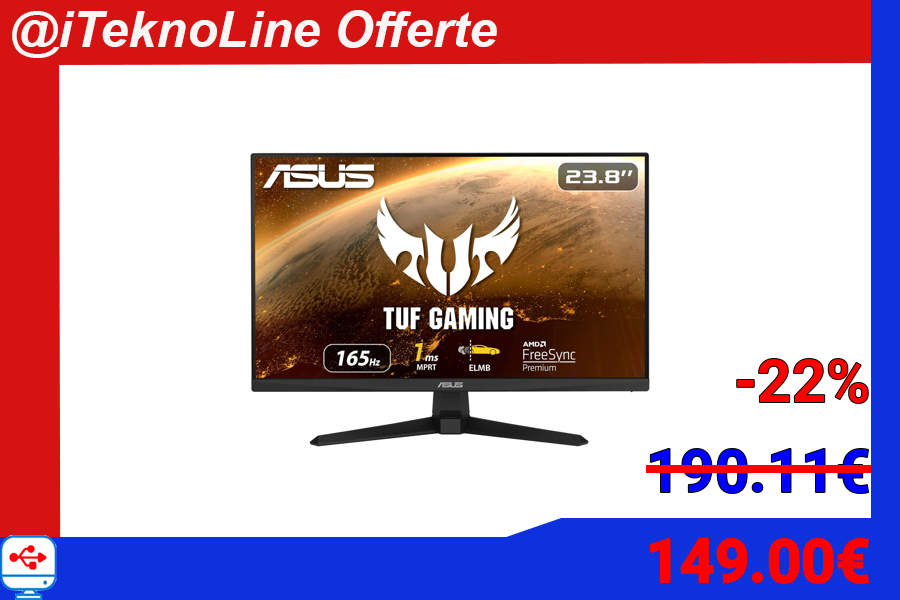 @iTeknoLine Offerte
ASUS
23.8”
TUF GAMING
165Hz
1ms
MPRT
ELMB
AMD
FreeSync
Premium
ASUS
-22%
190.11€
149.00€